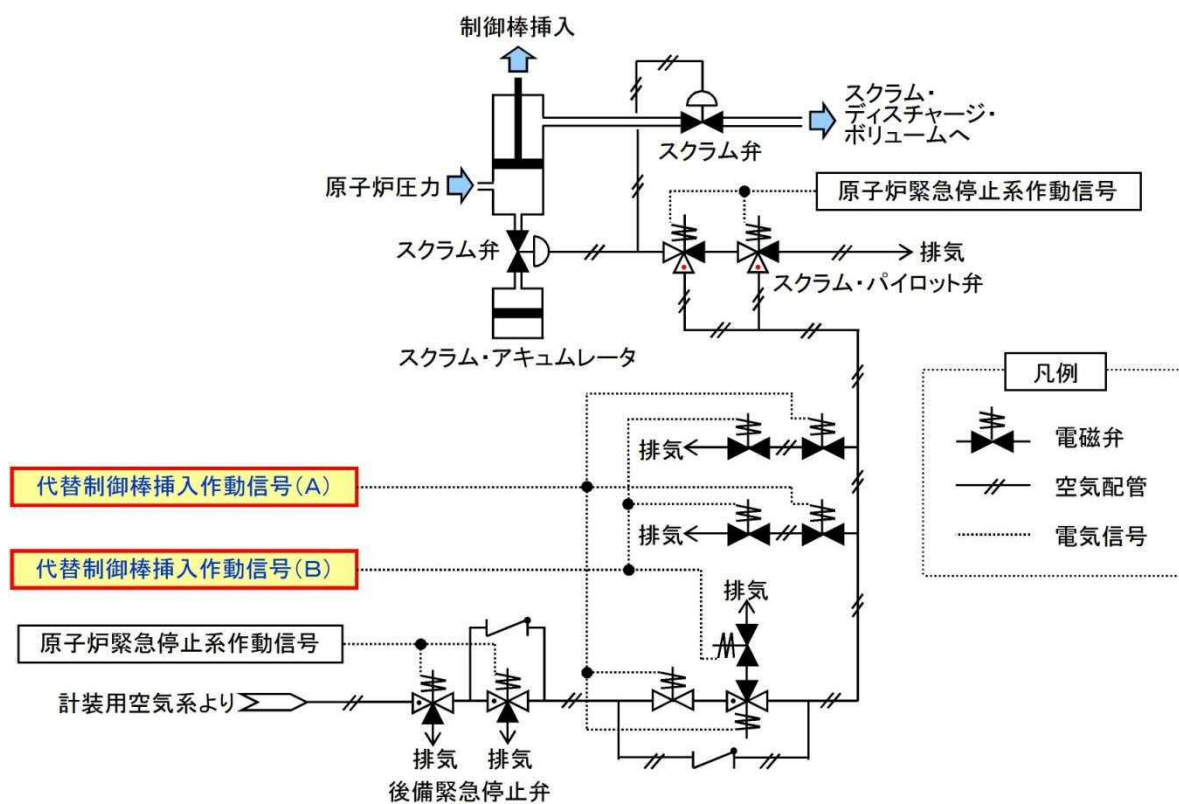 制御棒挿入
スクラム・
ディスチャージ・
ボリュームへ
スクラム弁
原子炉圧力
原子炉緊急停止系作動信号
スクラム弁
排気
スクラム・パイロット弁
スクラム・アキュムレータ
凡例
電磁弁
排気
代替制御棒挿入作動信号(A)
空気配管
排気
電気信号
代替制御棒挿入作動信号(B)
排気
原子炉緊急停止系作動信号
計装用空気系より
排気
排気
後備緊急停止弁